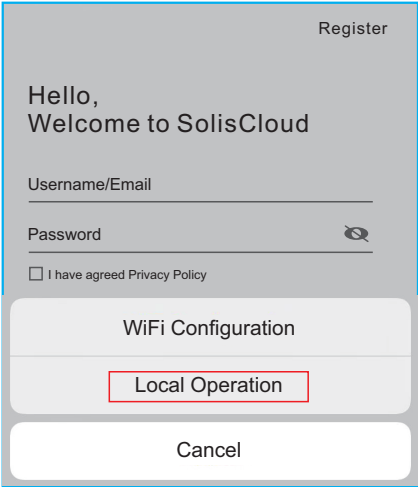 Register
Hello,
Welcome to SolisCloud
Username/Email
Password
I have agreed Privacy Policy
WiFi Configuration
Local Operation
Cancel